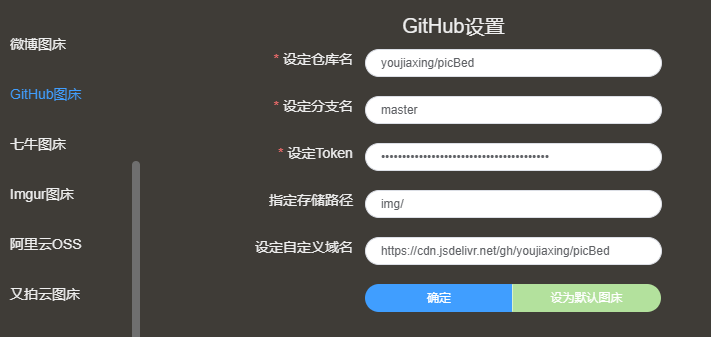 GitHub设置
微博图床
GitHub图床
七牛图床
Imgur图床
阿里云OSS
又拍云图床
* 设定仓库名 youjiaxing/picBed
* 设定分支名 master
* 设定Token ••••••••••••••••••••••••••••••••••••••••
指定存储路径 img/
设定自定义域名 https://cdn.jsdelivr.net/gh/youjiaxing/picBed
确定 设为默认图床